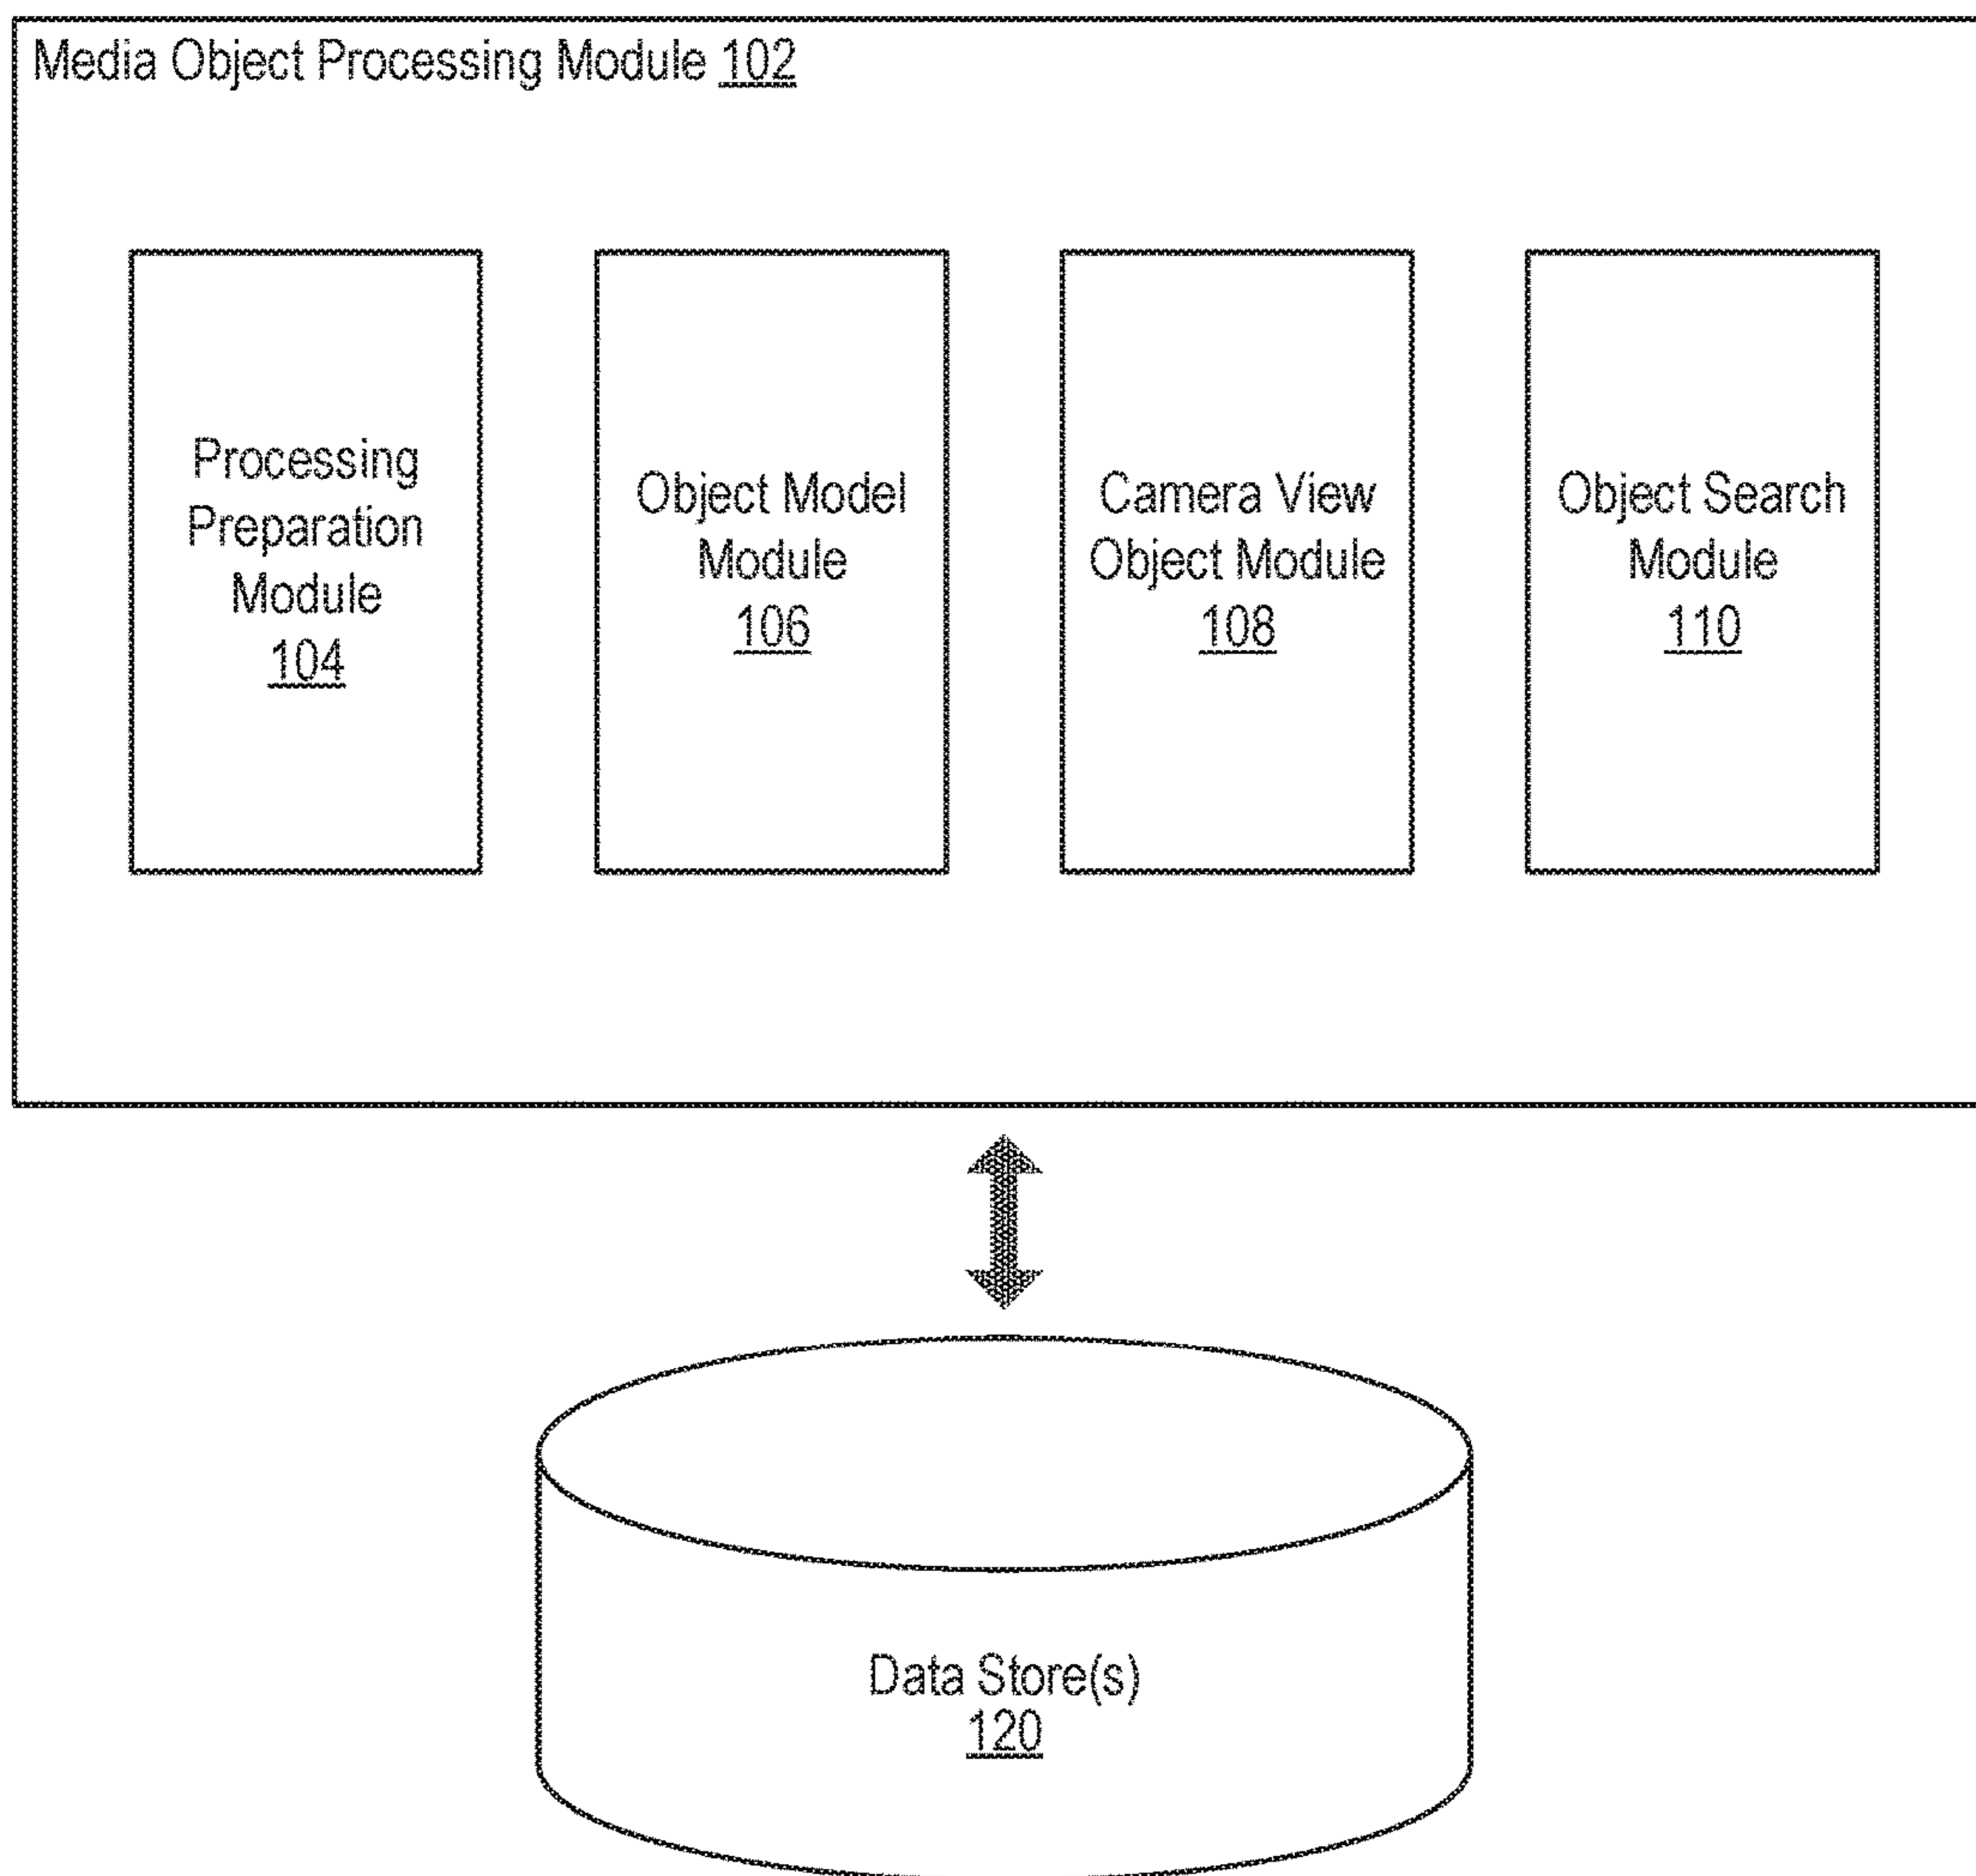 Media Object Processing Module 102
Processing
Preparation
Module
104
Object Model
Module
106
Camera View
Object Module
108
Object Search
Module
110
Data Store(s)
120